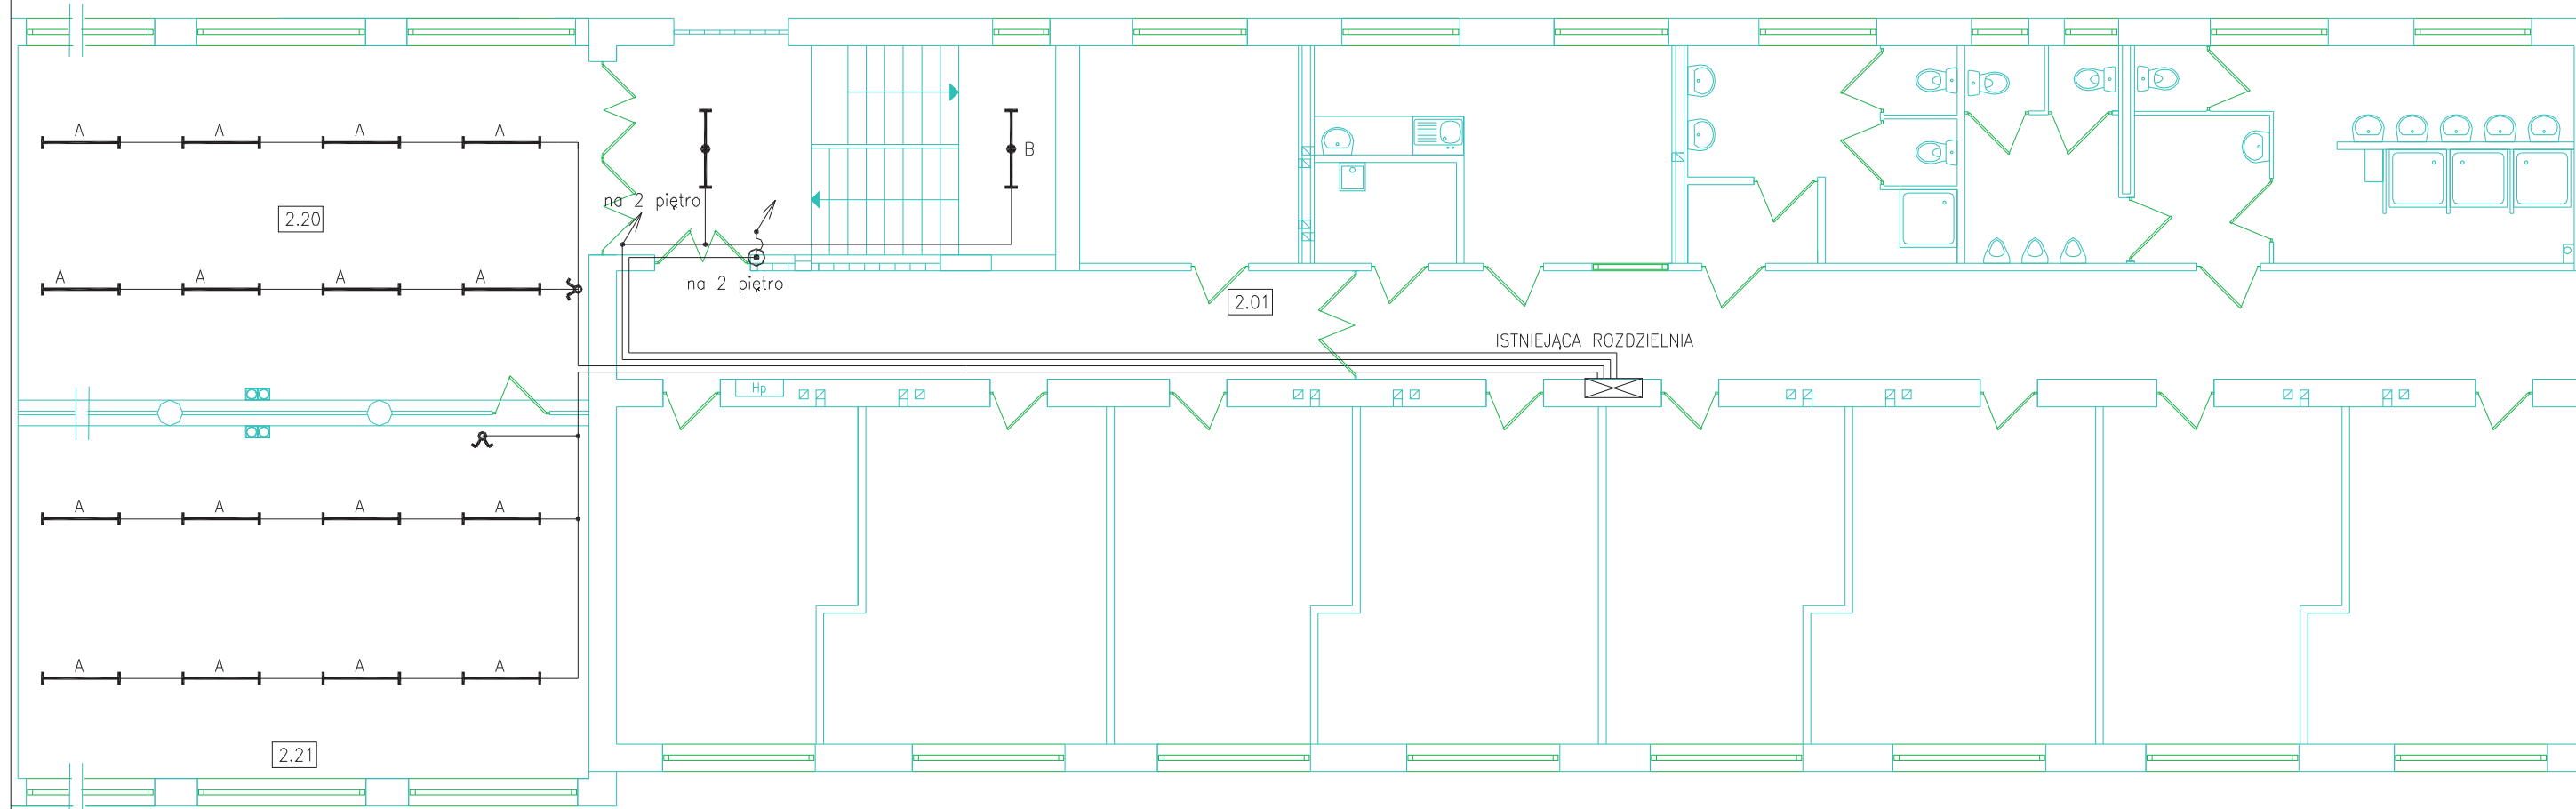 A A A A
B
na 2 piętro
2.20
A A A A
na 2 piętro
2.01
ISTNIEJĄCA ROZDZIELNIA
Hp
A A A A
A A A A
2.21